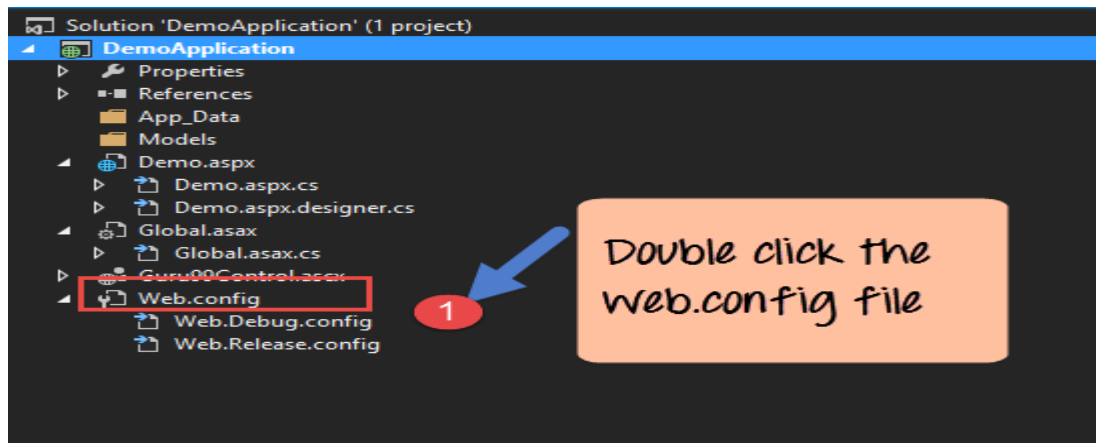 Solution 'DemoApplication' (1 project)
DemoApplication
Properties
References
App_Data
Models
Demo.aspx
Demo.aspx.cs
Demo.aspx.designer.cs
Global.asax
Global.asax.cs
Guru99Control.ascx
Web.config
Web.Debug.config
Web.Release.config
1
Double click the
web.config file